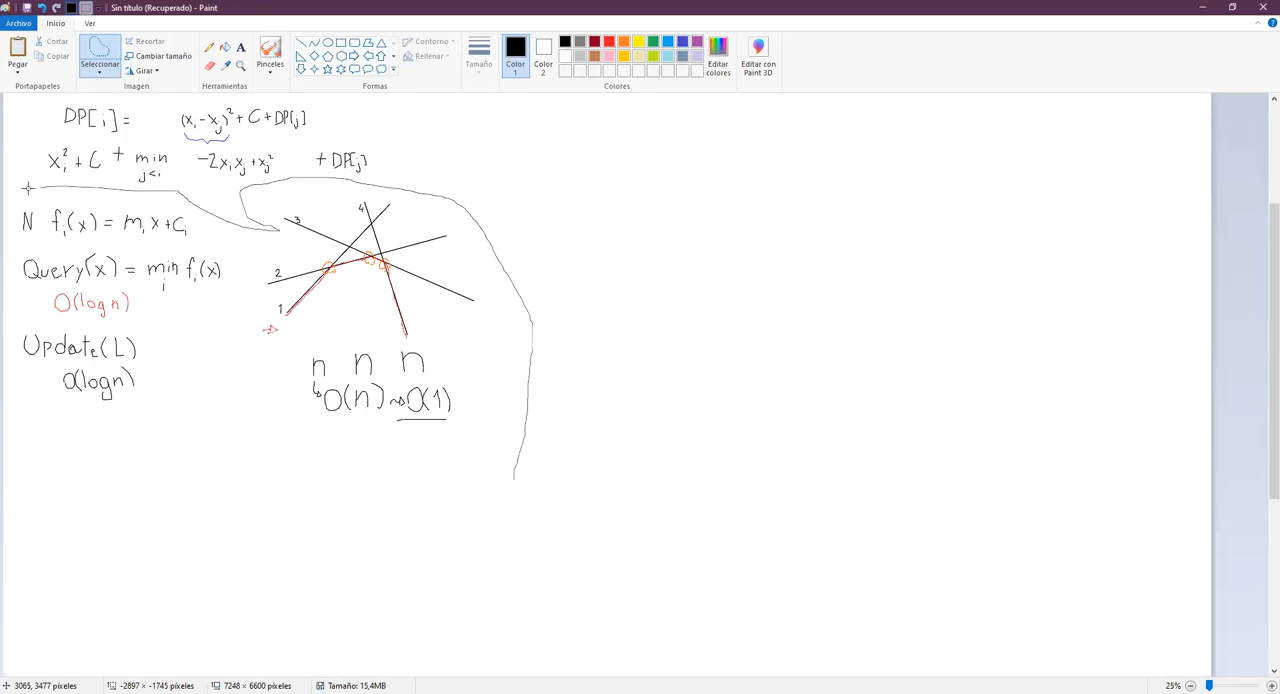 Sin título (Recuperado) - Paint
Archivo Inicio Ver
Pegar
Cortar
Copiar
Portapapeles
Seleccionar
Recortar
Cambiar tamaño
Girar
Imagen
A
Herramientas
Pinceles
Contorno
Rellenar
Formas
Tamaño
Color 1
Color 2
Editar colores
Editar con Paint 3D
Colores
DP[i] = (xi - xj)² + C + DP[j]
xi² + C + min j<i -2xixj + xj² + DP[j]
N fi(x) = mix + ci
Query(x) = min i fi(x)
O(log n)
Update(L)
O(log n)
3
4
2
1
n n n
O(n) ~> O(1)
3065, 3477 píxeles
-2897 × -1745 píxeles
7248 × 6600 píxeles
Tamaño: 15,4MB
25%